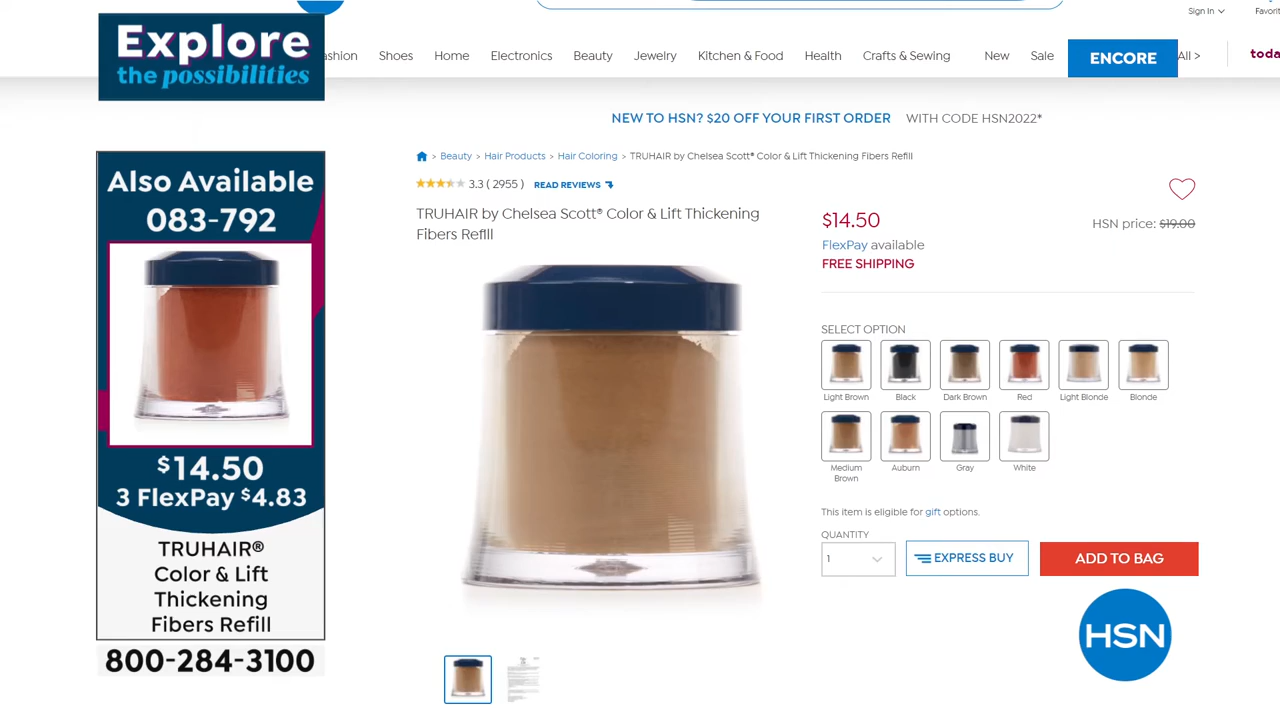 Explore
the possibilities
Sign In
Favorit
ashion
Shoes
Home
Electronics
Beauty
Jewelry
Kitchen & Food
Health
Crafts & Sewing
New
Sale
ENCORE
All >
toda
NEW TO HSN? $20 OFF YOUR FIRST ORDER WITH CODE HSN2022*
Beauty > Hair Products > Hair Coloring > TRUHAIR by Chelsea Scott® Color & Lift Thickening Fibers Refill
3.3 ( 2955 ) READ REVIEWS
TRUHAIR by Chelsea Scott® Color & Lift Thickening
Fibers Refill
$14.50
HSN price: $19.00
FlexPay available
FREE SHIPPING
SELECT OPTION
Light Brown
Black
Dark Brown
Red
Light Blonde
Blonde
Medium
Brown
Auburn
Gray
White
This item is eligible for gift options.
QUANTITY
1
EXPRESS BUY
ADD TO BAG
HSN
Also Available
083-792
$14.50
3 FlexPay $4.83
TRUHAIR®
Color & Lift
Thickening
Fibers Refill
800-284-3100